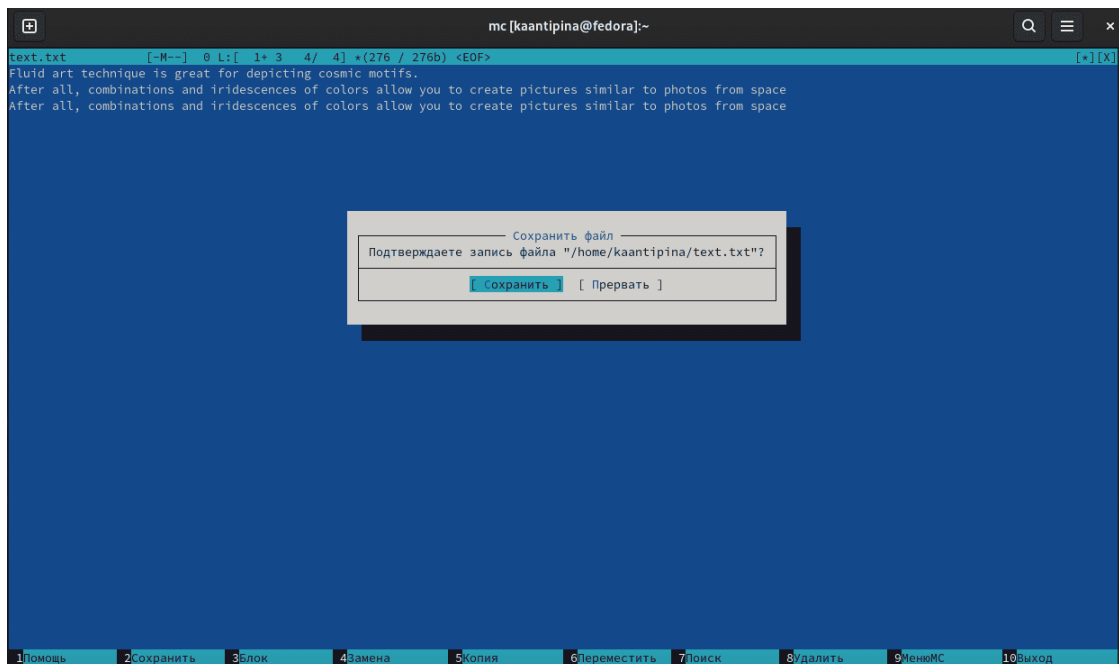 mc [kaantipina@fedora]:~
text.txt [-M--] 0 L:[ 1+ 3 4/ 4] *(276 / 276b) <EOF> [*][X]
Fluid art technique is great for depicting cosmic motifs.
After all, combinations and iridescences of colors allow you to create pictures similar to photos from space
After all, combinations and iridescences of colors allow you to create pictures similar to photos from space
Сохранить файл
Подтверждаете запись файла "/home/kaantipina/text.txt"?
[ Сохранить ] [ Прервать ]
1Помощь 2Сохранить 3Блок 4Замена 5Копия 6Переместить 7Поиск 8Удалить 9МенюMC 10Выход